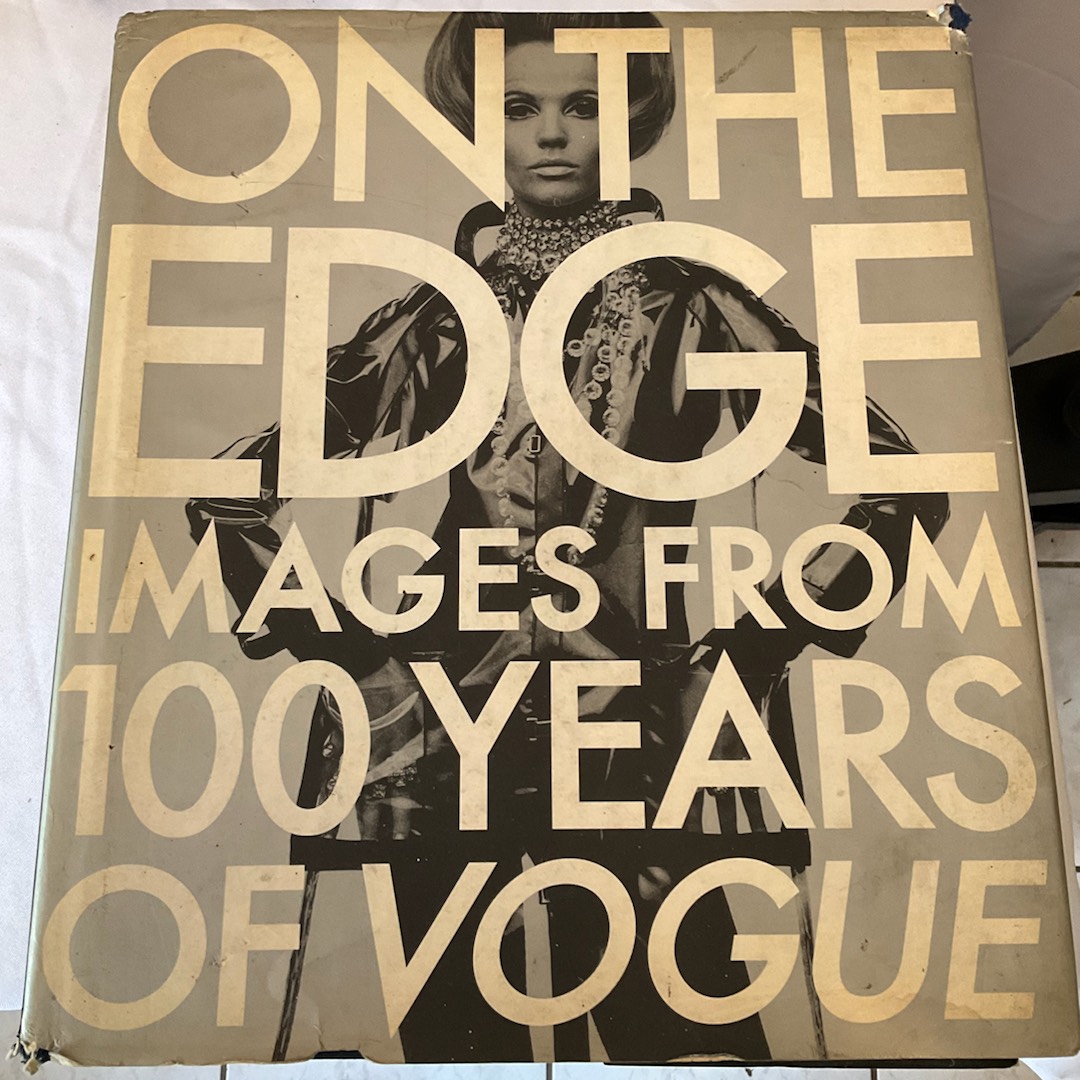 ON THE
EDGE
IMAGES FROM
100 YEARS
OF VOGUE